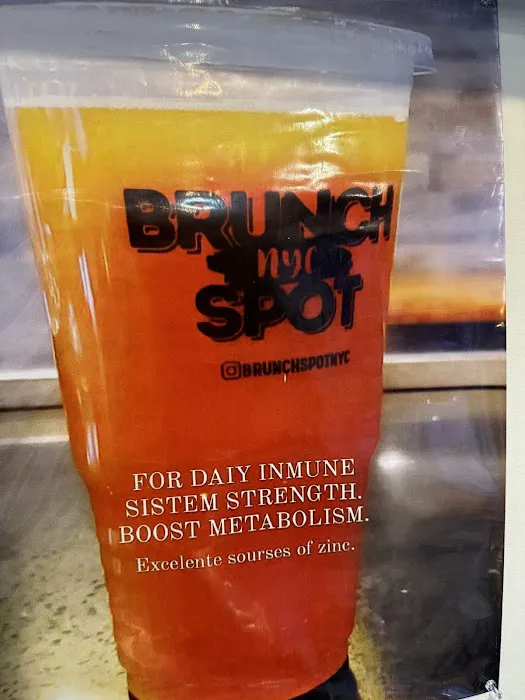 BRUNCH
nyc
SPOT
@BRUNCHSPOTNYC
FOR DAIY INMUNE
SISTEM STRENGTH.
BOOST METABOLISM.
Excelente sourses of zinc.